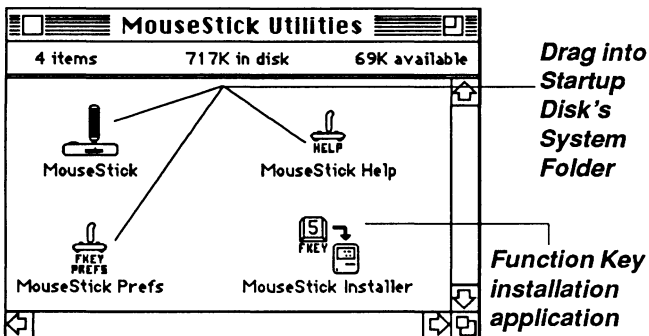 MouseStick Utilities
4 items 717K in disk 69K available
MouseStick
HELP
MouseStick Help
FKEY
PREFS
MouseStick Prefs
5
FKEY
MouseStick Installer
Drag into
Startup
Disk's
System
Folder
Function Key
installation
application